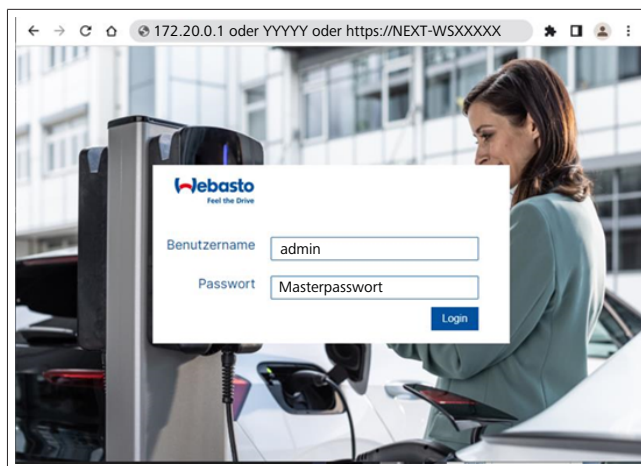 172.20.0.1 oder YYYYY oder https://NEXT-WSXXXXX
Webasto
Feel the Drive
Benutzername
admin
Passwort
Masterpasswort
Login